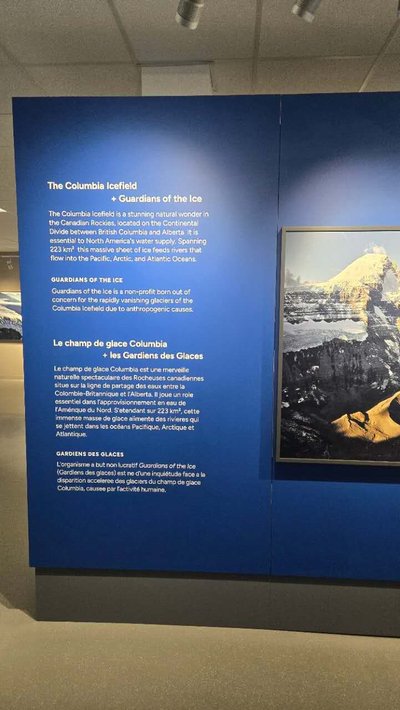 The Columbia Icefield
+ Guardians of the Ice
The Columbia Icefield is a stunning natural wonder in
the Canadian Rockies, located on the Continental
Divide between British Columbia and Alberta. It is
essential to North America's water supply. Spanning
223 km², this massive sheet of ice feeds rivers that
flow into the Pacific, Arctic, and Atlantic Oceans.
GUARDIANS OF THE ICE
Guardians of the Ice is a non-profit born out of
concern for the rapidly vanishing glaciers of the
Columbia Icefield due to anthropogenic causes.
Le champ de glace Columbia
+ les Gardiens des Glaces
Le champ de glace Columbia est une merveille
naturelle spectaculaire des Rocheuses canadiennes
situe sur la ligne de partage des eaux entre la
Colombie-Britannique et l'Alberta. Il joue un role
essentiel dans l'approvisionnement en eau de
l'Amérique du Nord. S'etendant sur 223 km², cette
immense masse de glace alimente des rivieres qui
se jettent dans les océans Pacifique, Arctique et
Atlantique.
GARDIENS DES GLACES
L'organisme a but non lucratif Guardians of the Ice
(Gardiens des glaces) est ne d'une inquiétude face a la
disparition acceleree des glaciers du champ de glace
Columbia, causee par l'activité humaine.